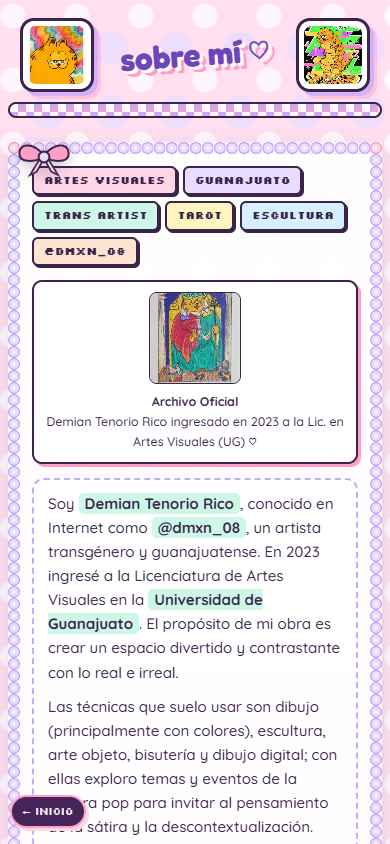 sobre mí ♡
ARTES VISUALES
GUANAJUATO
TRANS ARTIST
TAROT
ESCULTURA
@DMXN_08
Archivo Oficial
Demian Tenorio Rico ingresado en 2023 a la Lic. en
Artes Visuales (UG) ♡
Soy Demian Tenorio Rico , conocido en
Internet como @dmxn_08 , un artista
transgénero y guanajuatense. En 2023
ingresé a la Licenciatura de Artes
Visuales en la Universidad de
Guanajuato . El propósito de mi obra es
crear un espacio divertido y contrastante
con lo real e irreal.
Las técnicas que suelo usar son dibujo
(principalmente con colores), escultura,
arte objeto, bisutería y dibujo digital; con
ellas exploro temas y eventos de la
pop para invitar al pensamiento
sátira y la descontextualización.
← INICIO